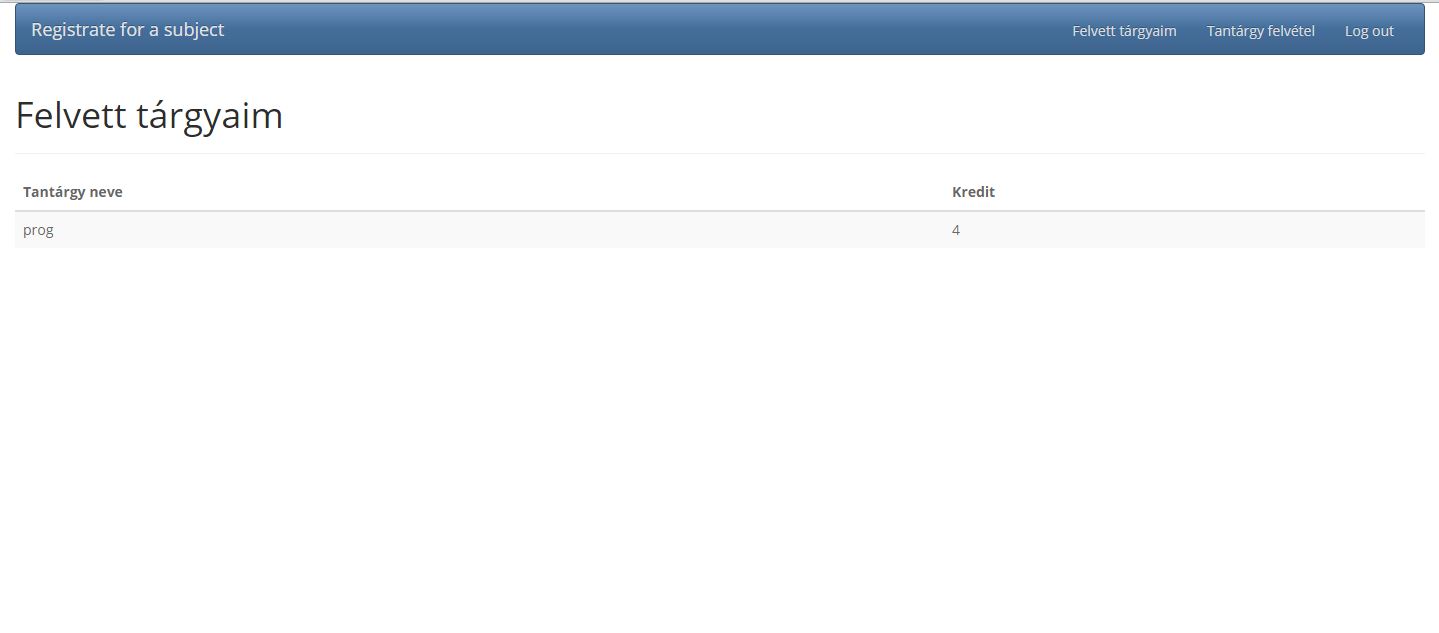 Registrate for a subject Felvett tárgyaim Tantárgy felvétel Log out
Felvett tárgyaim
Tantárgy neve Kredit
prog 4